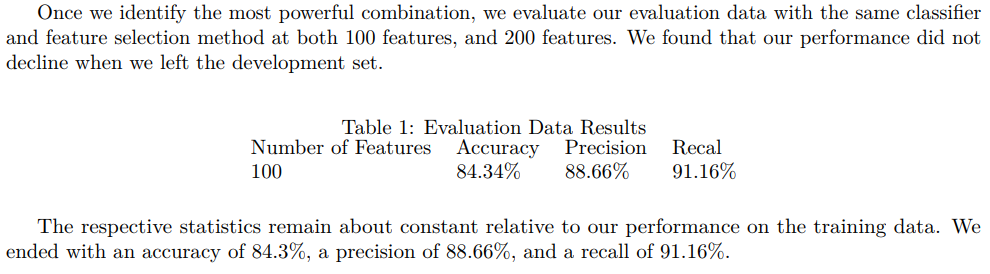 Once we identify the most powerful combination, we evaluate our evaluation data with the same classifier
and feature selection method at both 100 features, and 200 features. We found that our performance did not
decline when we left the development set.
Table 1: Evaluation Data Results
Number of Features Accuracy Precision Recal
100 84.34% 88.66% 91.16%
The respective statistics remain about constant relative to our performance on the training data. We
ended with an accuracy of 84.3%, a precision of 88.66%, and a recall of 91.16%.